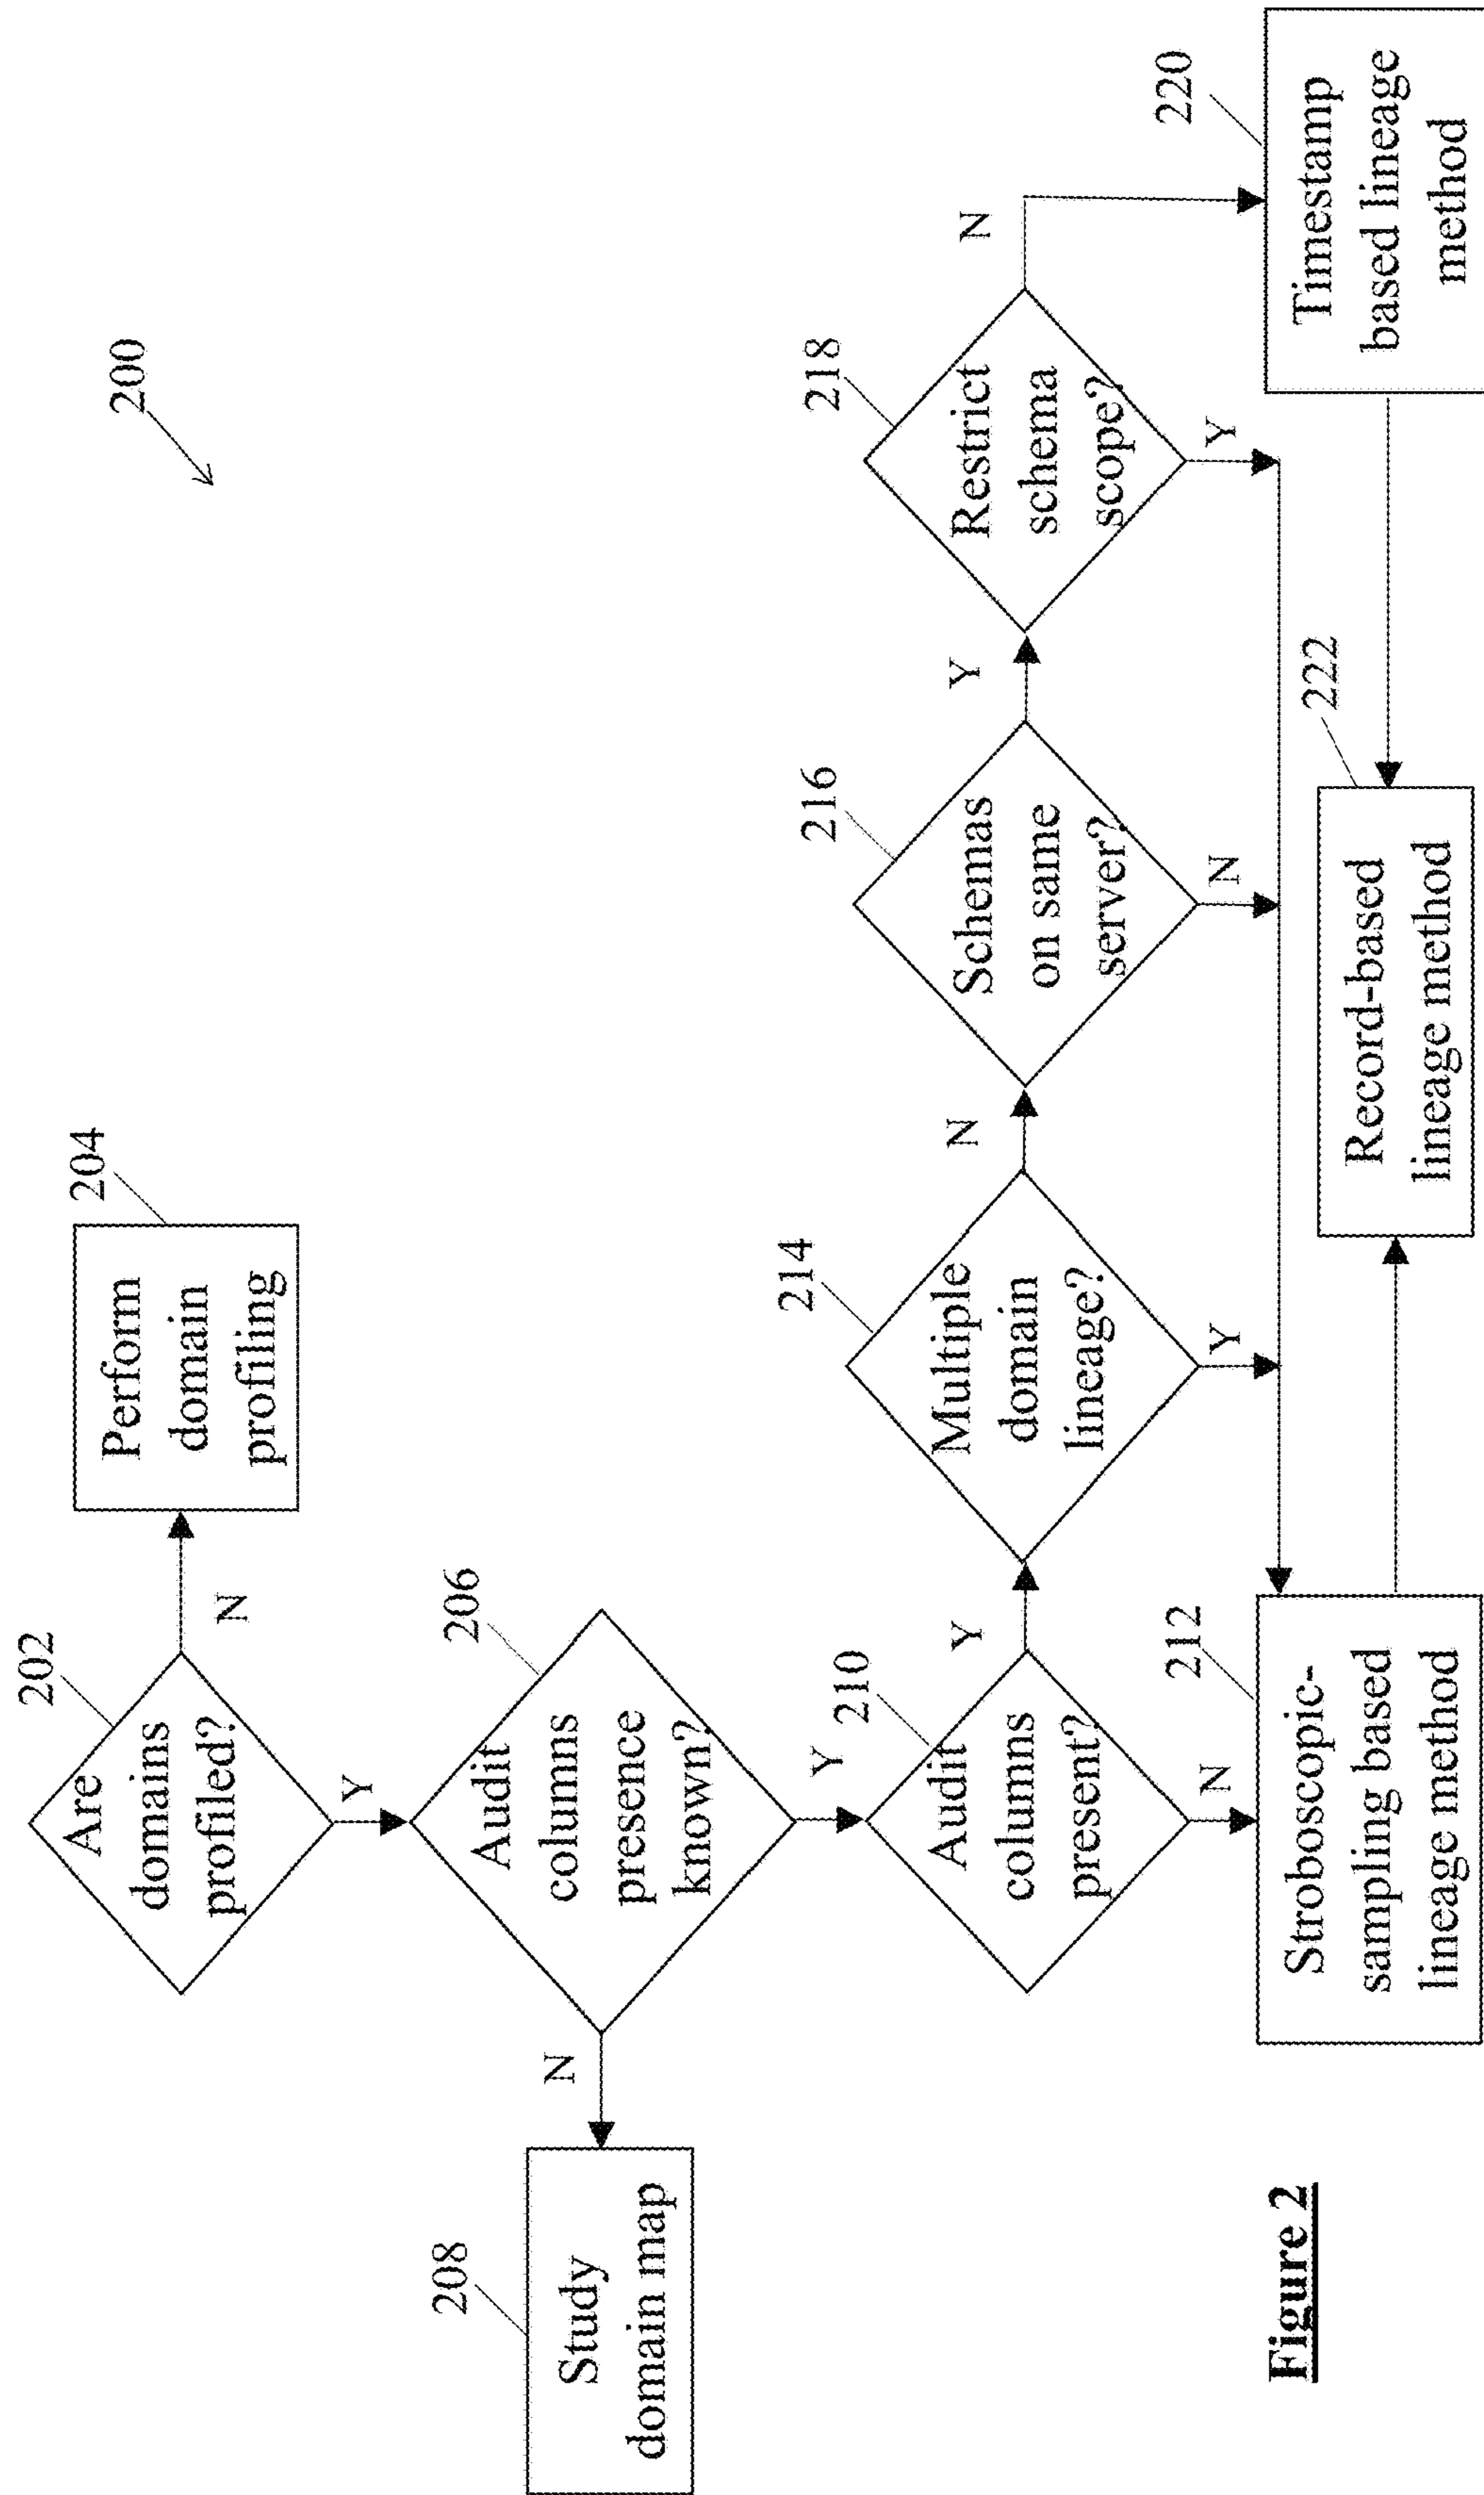 200
202
Are
domains
profiled?
N
204
Perform
domain
profiling
Y
206
Audit
columns
presence
known?
N
208
Study
domain map
Y
210
Audit
columns
present?
Y
N
212
Stroboscopic-
sampling based
lineage method
214
Multiple
domain
lineage?
N
Y
216
Schemas
on same
server?
Y
N
218
Restrict
schema
scope?
N
Y
220
Timestamp
based lineage
method
222
Record-based
lineage method
Figure 2